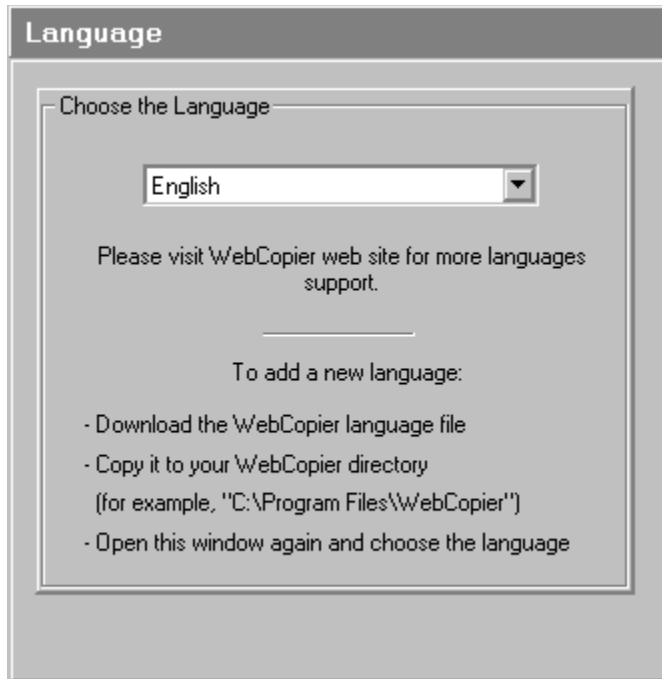 Language
Choose the Language
English
Please visit WebCopier web site for more languages
support.
To add a new language:
- Download the WebCopier language file
- Copy it to your WebCopier directory
(for example, "C:\Program Files\WebCopier")
- Open this window again and choose the language